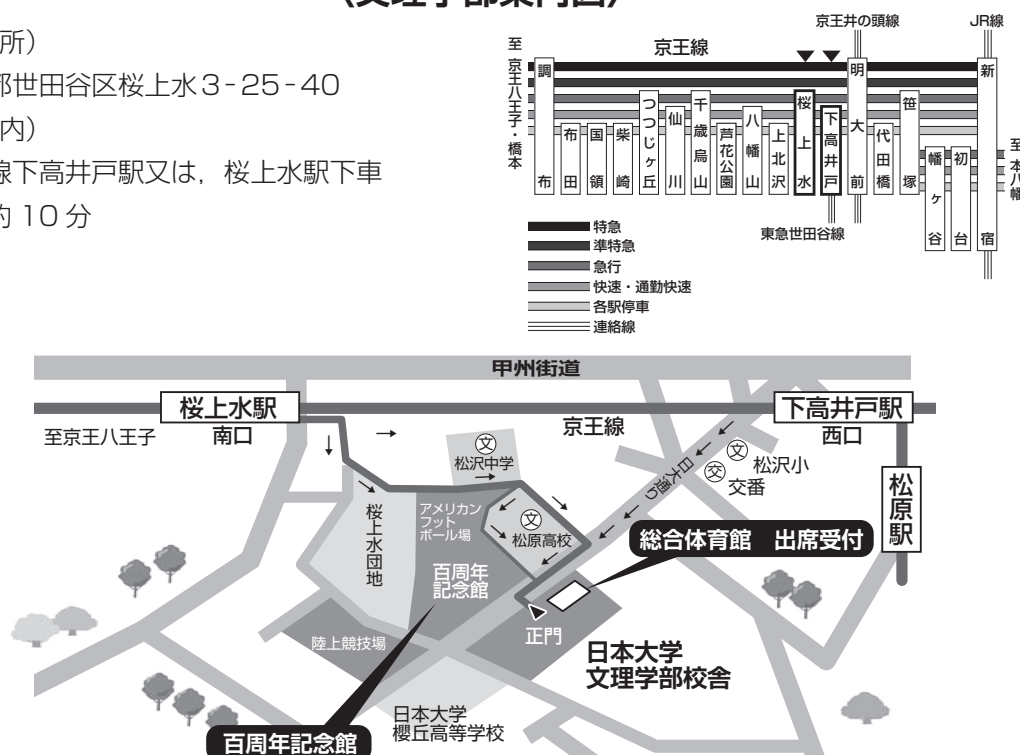 （文理学部案内図）
所）
都世田谷区桜上水3-25-40
内）
線下高井戸駅又は，桜上水駅下車
約10分
京王井の頭線
JR線
京王線
至 京王八王子・橋本
調布
布田
国領
柴崎
つつじヶ丘
仙川
千歳烏山
芦花公園
八幡山
上北沢
桜上水
下高井戸
明大前
代田橋
笹塚
幡ヶ谷
初台
新宿
至 本八幡
東急世田谷線
特急
準特急
急行
快速・通勤快速
各駅停車
連絡線
甲州街道
桜上水駅
下高井戸駅
至京王八王子
南口
京王線
西口
文
松沢中学
文
松沢小
交
交番
日大通り
松原駅
桜上水団地
アメリカン
フット
ボール場
文
松原高校
総合体育館 出席受付
百周年
記念館
正門
陸上競技場
日本大学
文理学部校舎
日本大学
櫻丘高等学校
百周年記念館